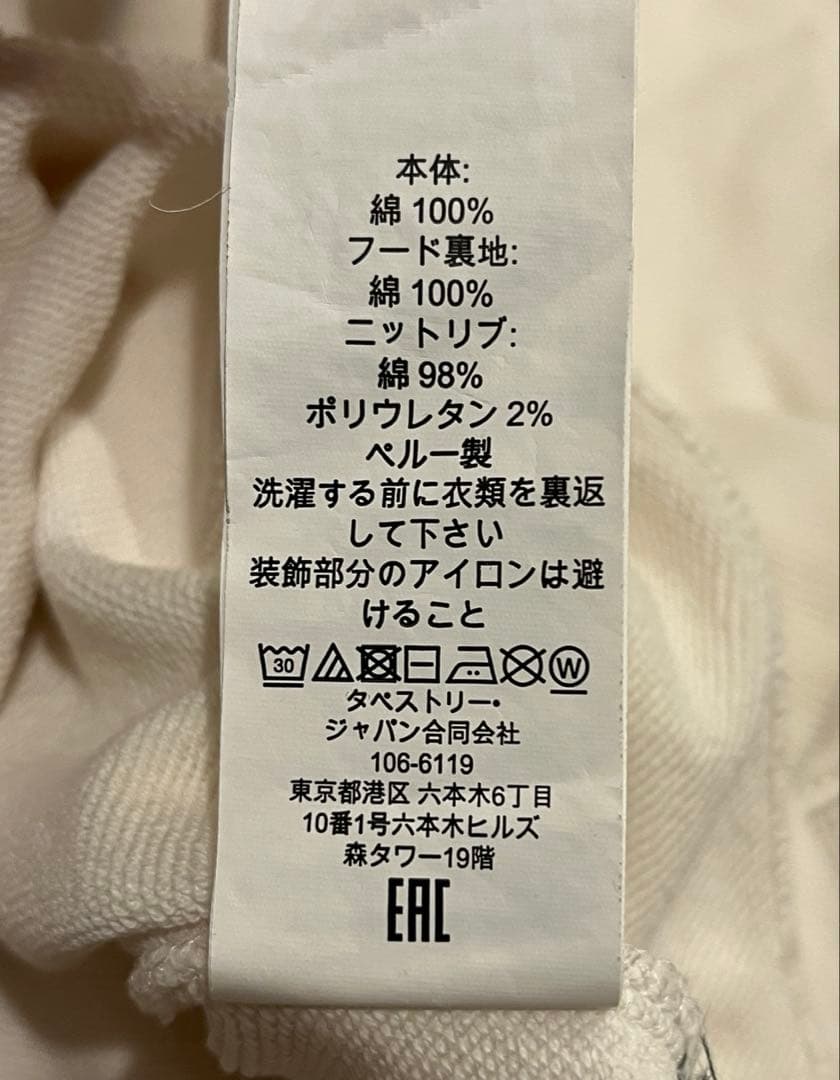 本体:
綿 100%
フード裏地:
綿 100%
ニットリブ:
綿 98%
ポリウレタン 2%
ペルー製
洗濯する前に衣類を裏返
して下さい
装飾部分のアイロンは避
けること
30 W
タペストリー・
ジャパン合同会社
106-6119
東京都港区 六本木6丁目
10番1号六本木ヒルズ
森タワー19階
EAC